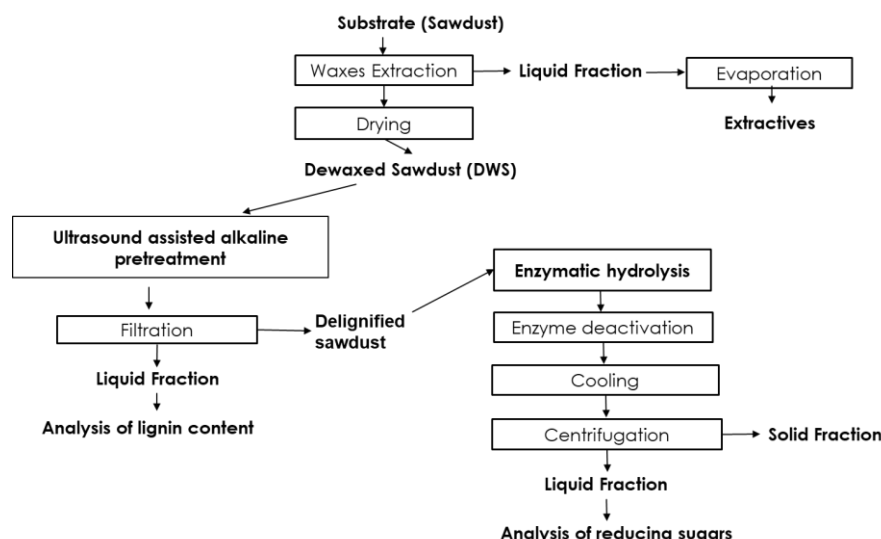 Substrate (Sawdust)
Waxes Extraction
Liquid Fraction
Evaporation
Drying
Extractives
Dewaxed Sawdust (DWS)
Ultrasound assisted alkaline
pretreatment
Enzymatic hydrolysis
Filtration
Delignified
sawdust
Enzyme deactivation
Liquid Fraction
Cooling
Analysis of lignin content
Centrifugation
Solid Fraction
Liquid Fraction
Analysis of reducing sugars